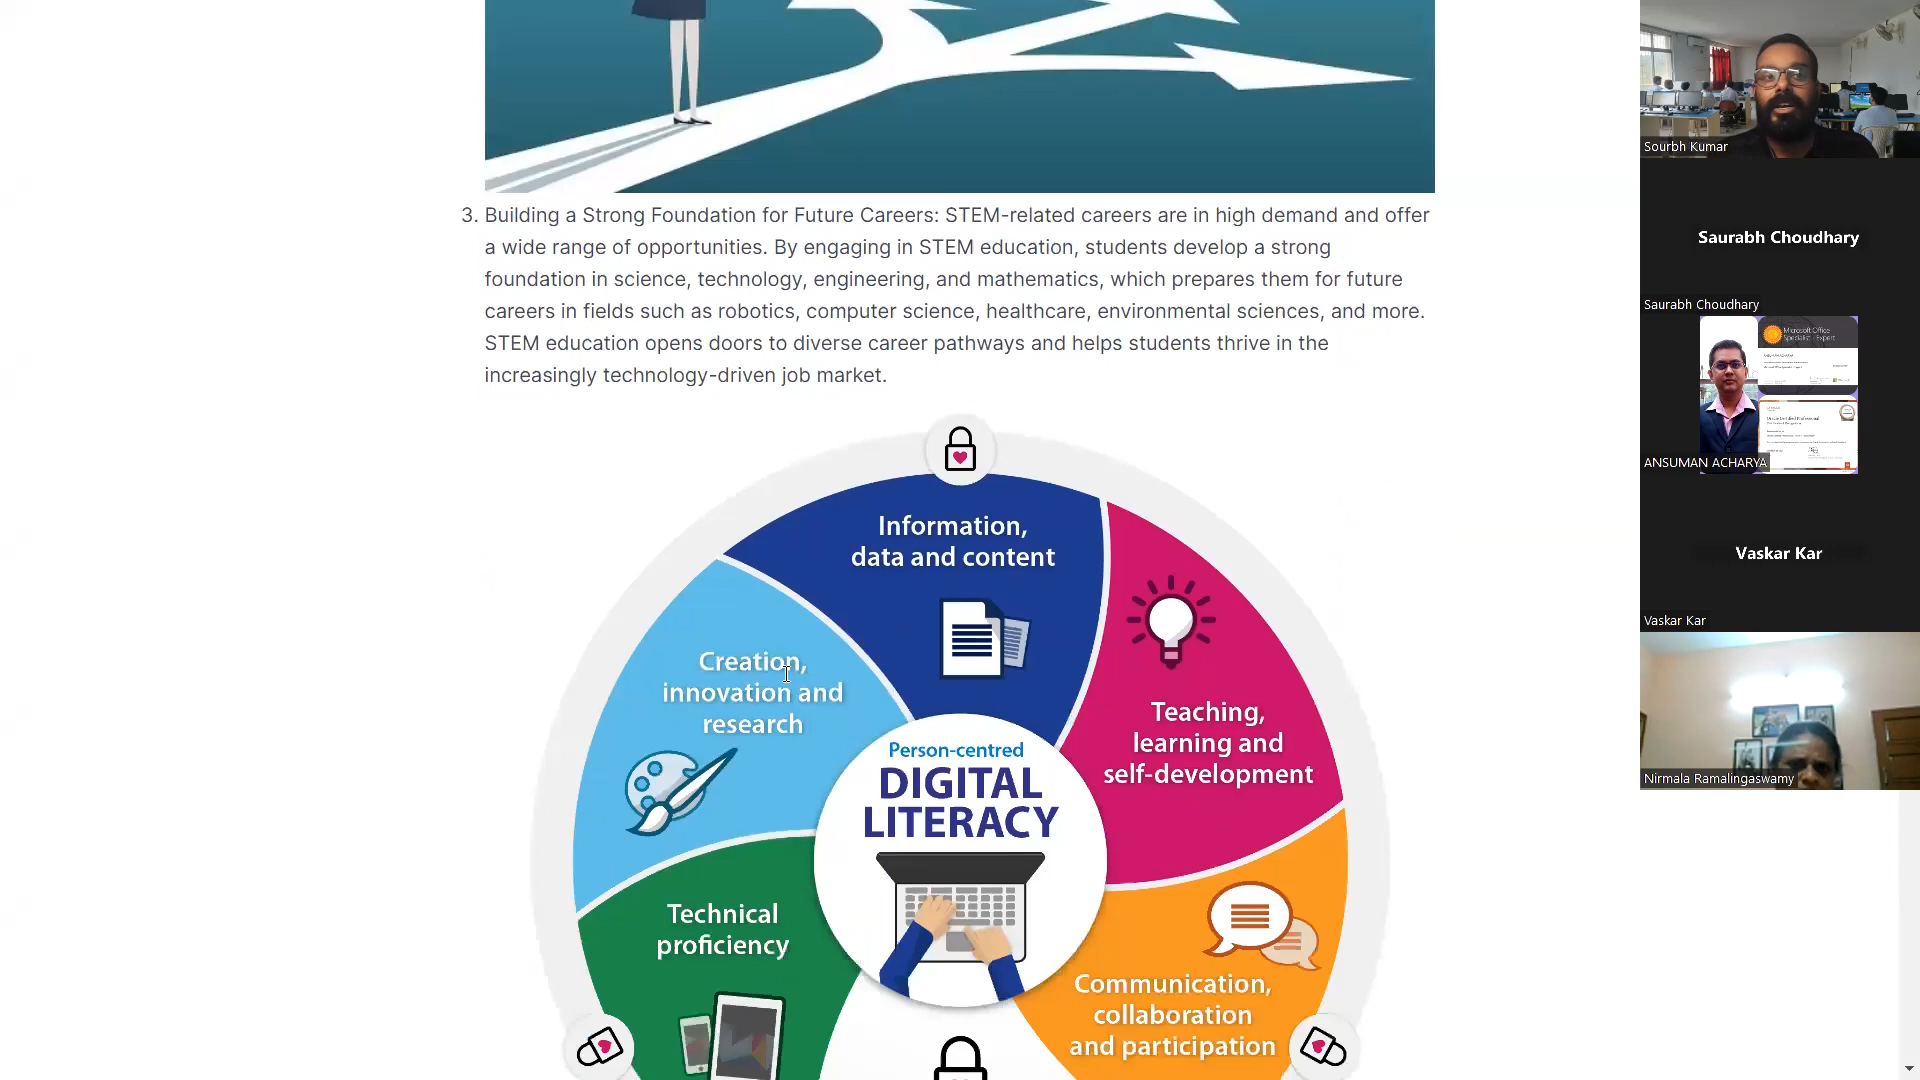 3. Building a Strong Foundation for Future Careers: STEM-related careers are in high demand and offer
a wide range of opportunities. By engaging in STEM education, students develop a strong
foundation in science, technology, engineering, and mathematics, which prepares them for future
careers in fields such as robotics, computer science, healthcare, environmental sciences, and more.
STEM education opens doors to diverse career pathways and helps students thrive in the
increasingly technology-driven job market.
Information,
data and content
Teaching,
learning and
self-development
Creation,
innovation and
research
Person-centred
DIGITAL
LITERACY
Technical
proficiency
Communication,
collaboration
and participation
Sourbh Kumar
Saurabh Choudhary
Saurabh Choudhary
Microsoft Office
Specialist - Expert
ANSUMAN ACHARYA
Vaskar Kar
Vaskar Kar
Nirmala Ramalingaswamy